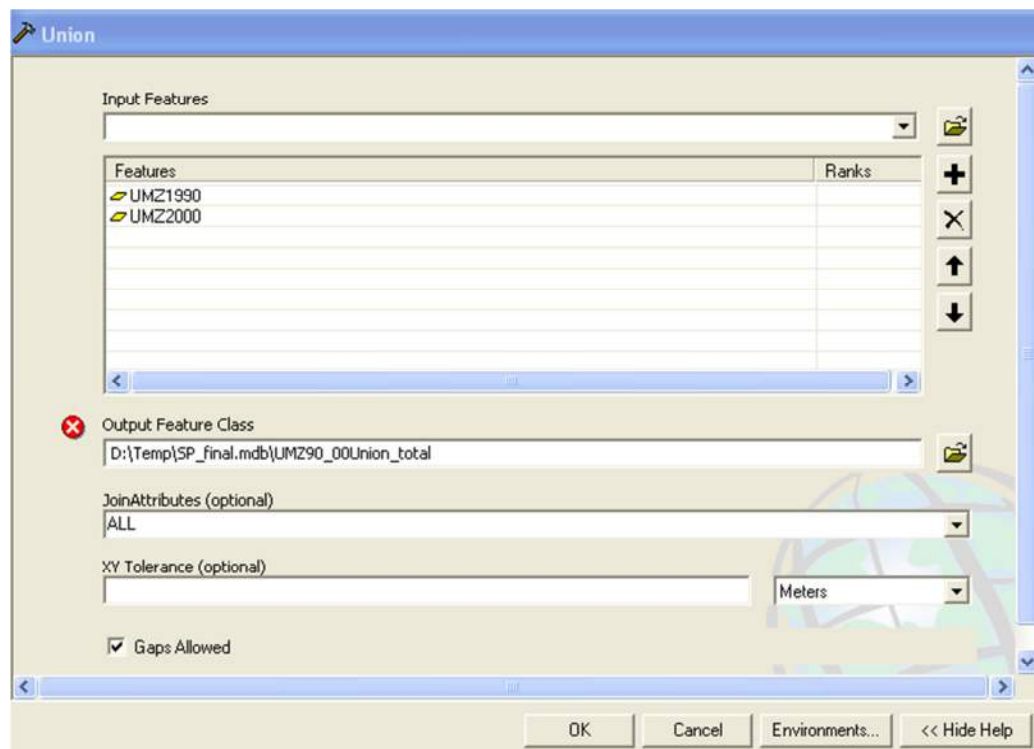 Union
Input Features
Features Ranks
UMZ1990
UMZ2000
Output Feature Class
D:\Temp\SP_final.mdb\UMZ90_00Union_total
JoinAttributes (optional)
ALL
XY Tolerance (optional)
Meters
Gaps Allowed
OK Cancel Environments... << Hide Help